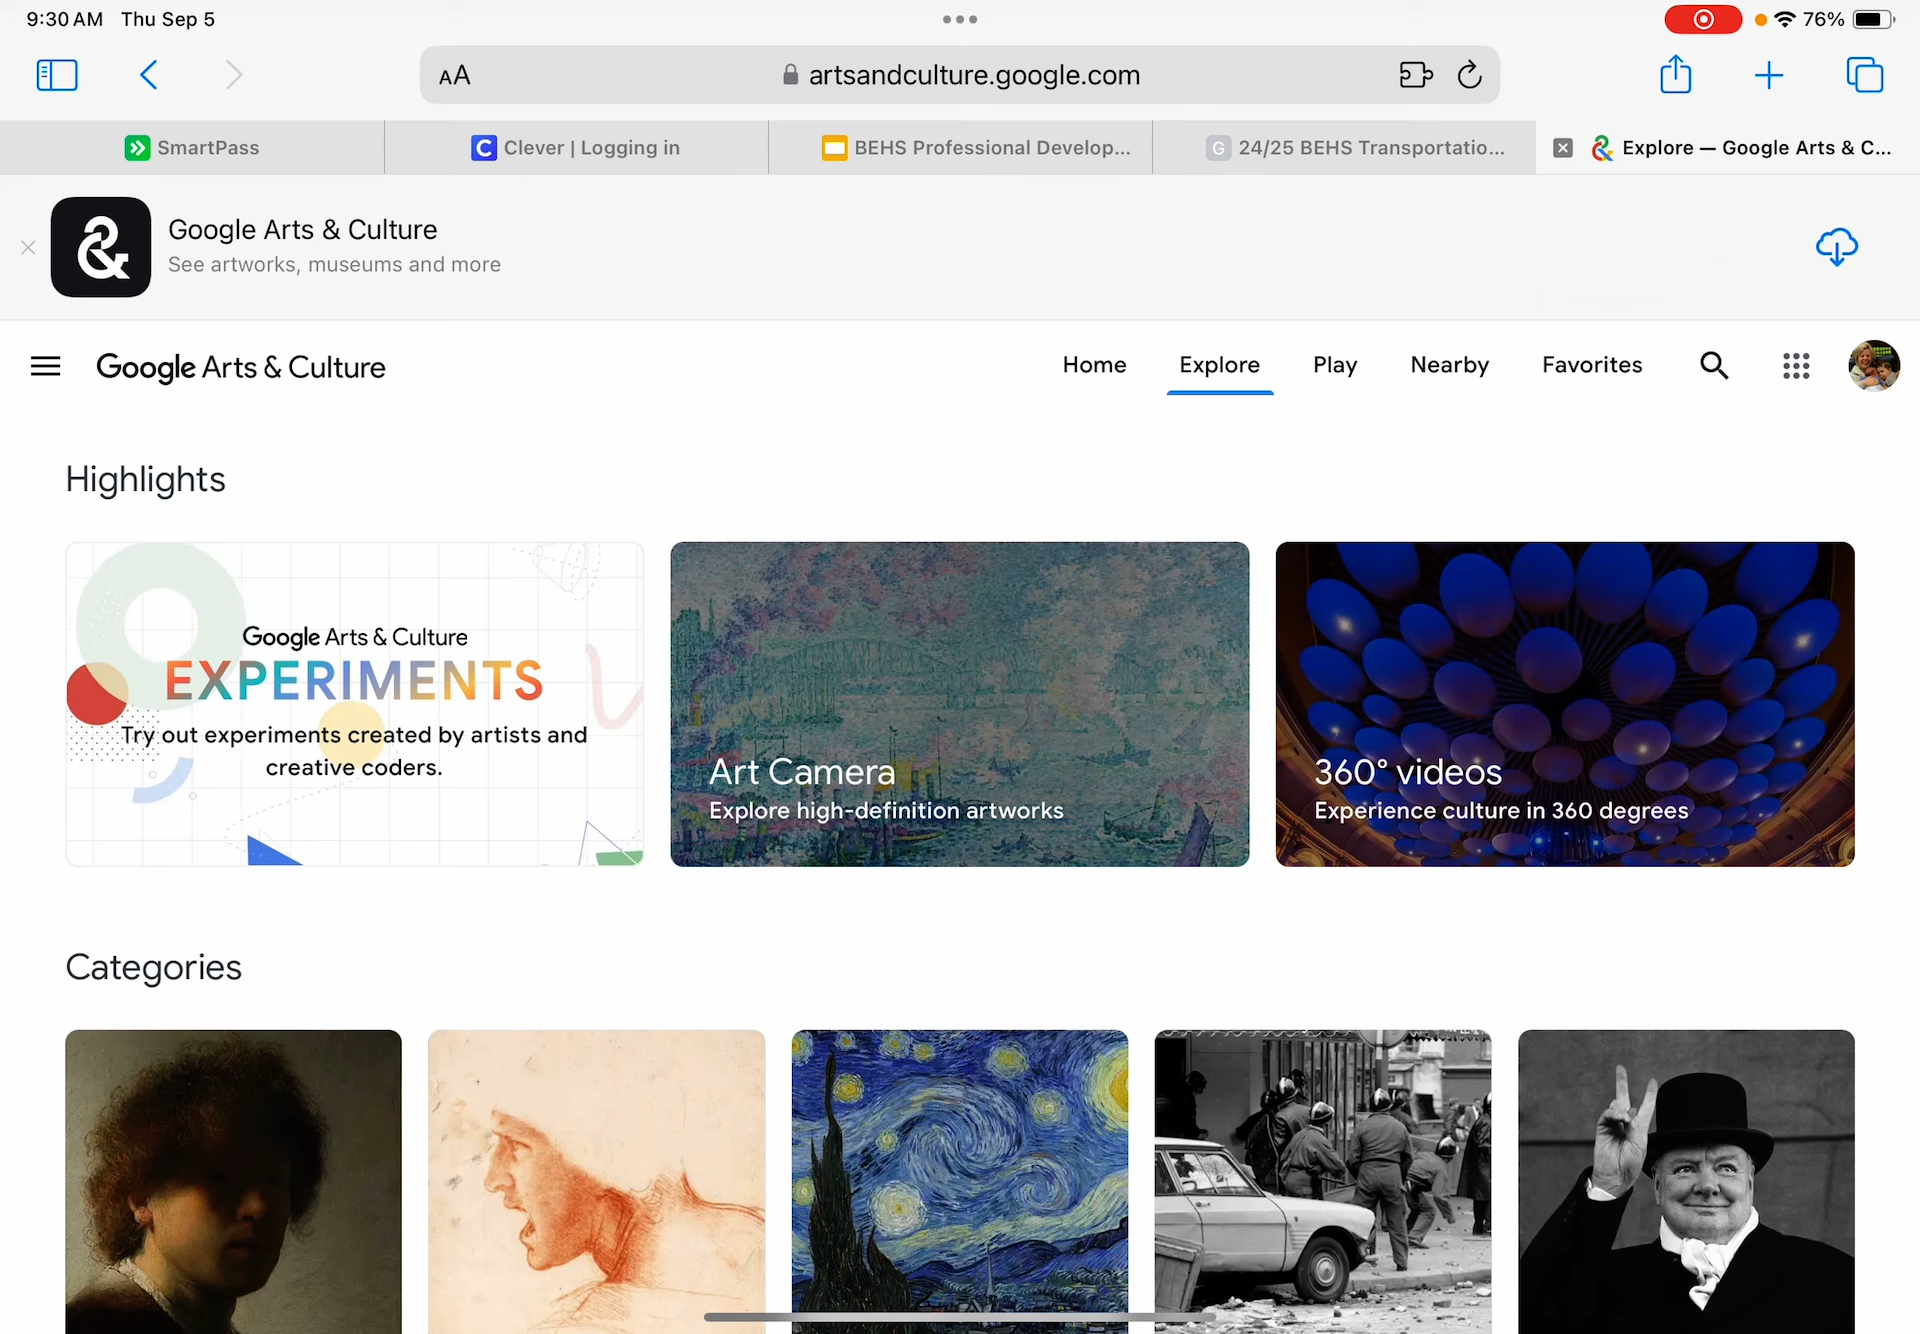 9:30 AM Thu Sep 5
76%
AA
artsandculture.google.com
SmartPass
Clever | Logging in
BEHS Professional Develop...
G 24/25 BEHS Transportatio...
Explore — Google Arts & C...
Google Arts & Culture
See artworks, museums and more
Google Arts & Culture
Home
Explore
Play
Nearby
Favorites
Highlights
Google Arts & Culture
EXPERIMENTS
Try out experiments created by artists and
creative coders.
Art Camera
Explore high-definition artworks
360° videos
Experience culture in 360 degrees
Categories